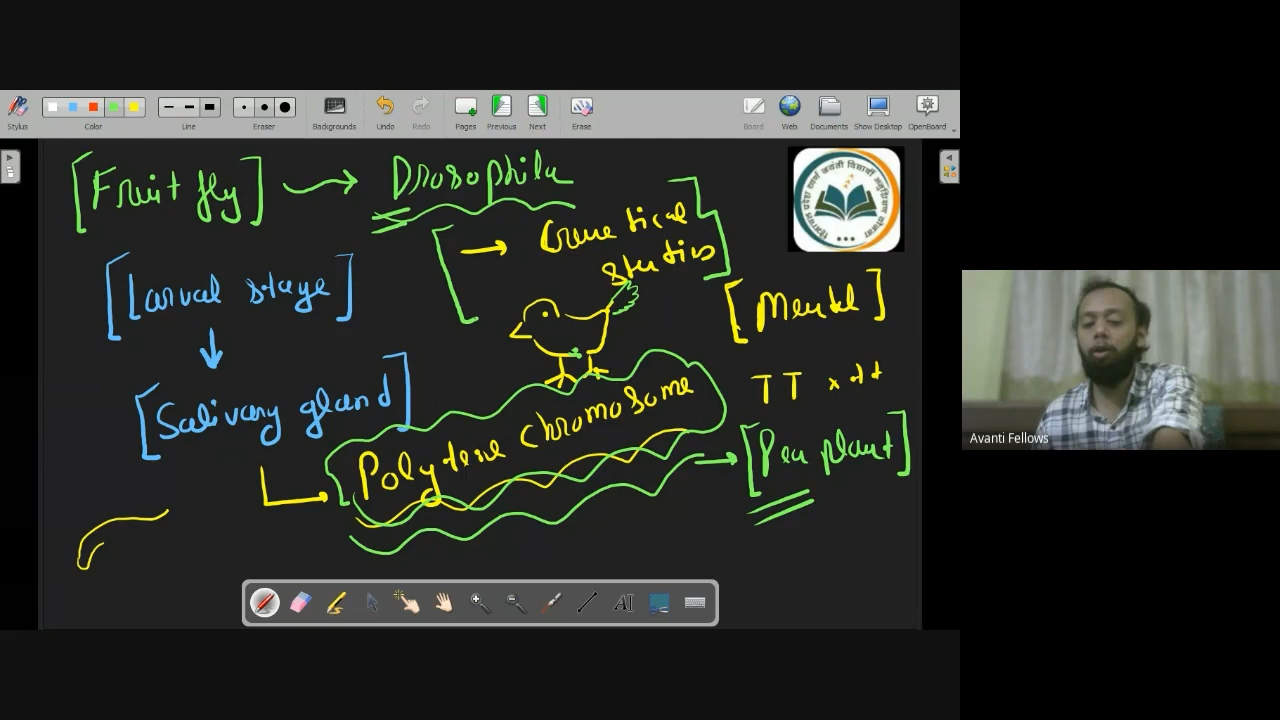 Stylus
Color
Line
Eraser
Backgrounds
Undo
Redo
Pages
Previous
Next
Erase
Board
Web
Documents
Show Desktop
OpenBoard
[Fruit fly] → Drosophila
[→ Genetical
Studies]
[Larval stage]
↓
[Salivary gland]
Polytene chromosome
[Mendel]
TT × tt
→ [Pea plant]
Avanti Fellows